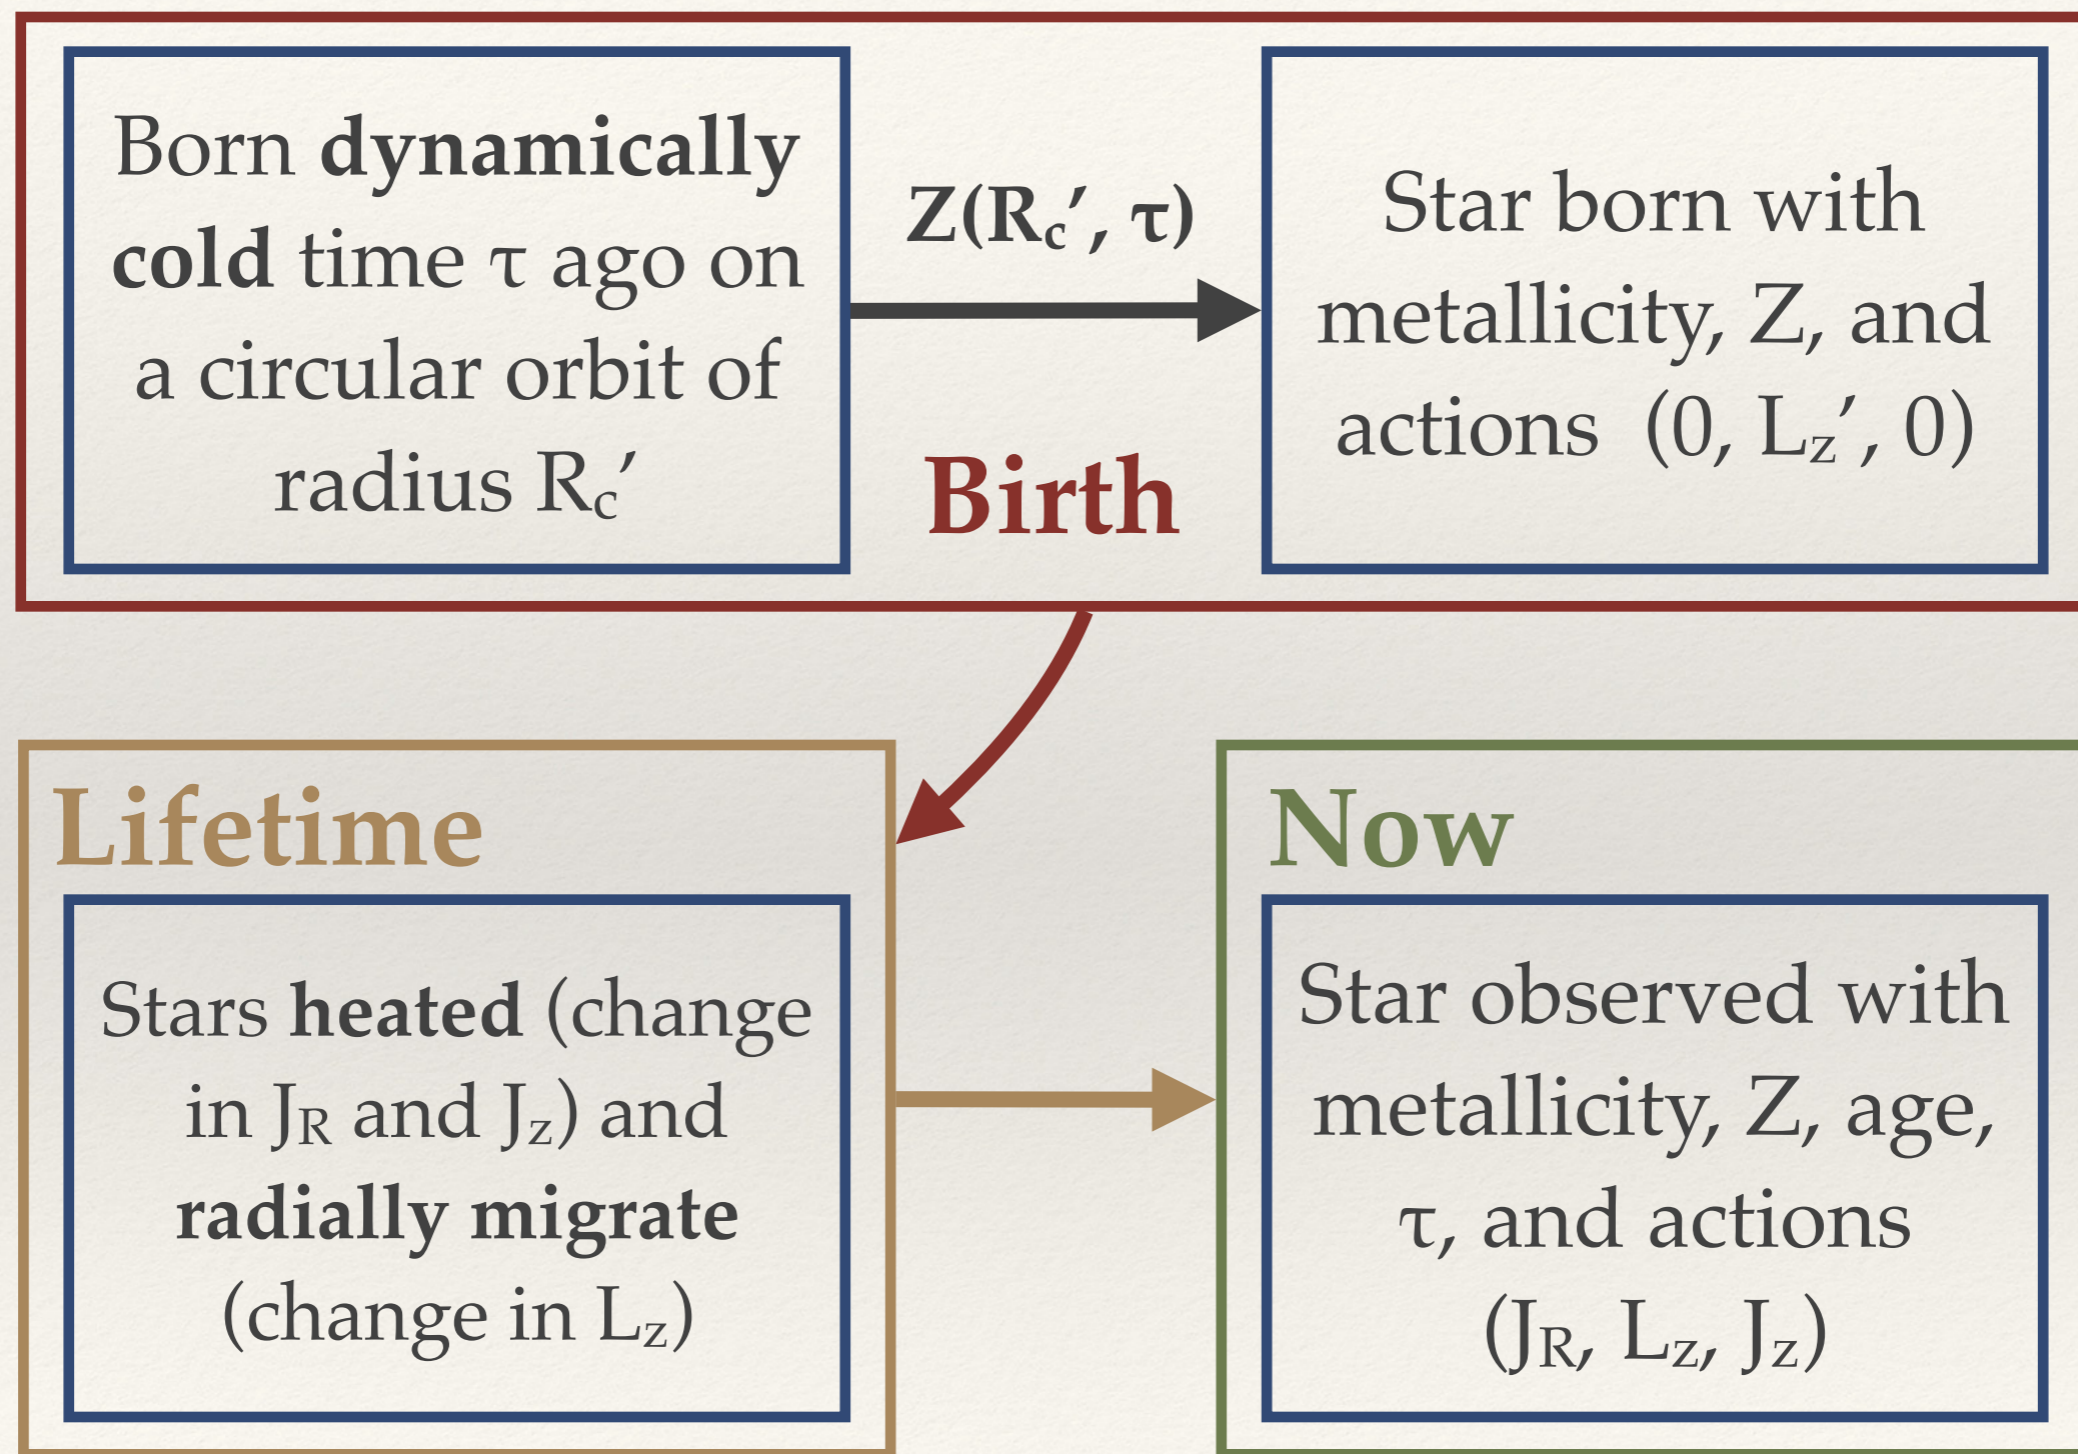 Born dynamically
cold time τ ago on
a circular orbit of
radius Rc′
Z(Rc′, τ)
Birth
Star born with
metallicity, Z, and
actions (0, Lz′, 0)
Lifetime
Stars heated (change
in JR and Jz) and
radially migrate
(change in Lz)
Now
Star observed with
metallicity, Z, age,
τ, and actions
(JR, Lz, Jz)